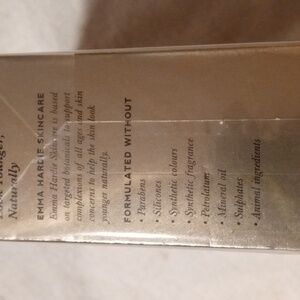 Look Younger,
Naturally
EMMA HARDIE SKINCARE
Emma Hardie Skincare is based
on targeted botanicals to support
complexions of all ages and skin
concerns to help the skin look
younger naturally.
FORMULATED WITHOUT
• Parabens
• Silicones
• Synthetic colours
• Synthetic fragrance
• Petrolatum
• Mineral oil
• Sulphates
• Animal ingredients